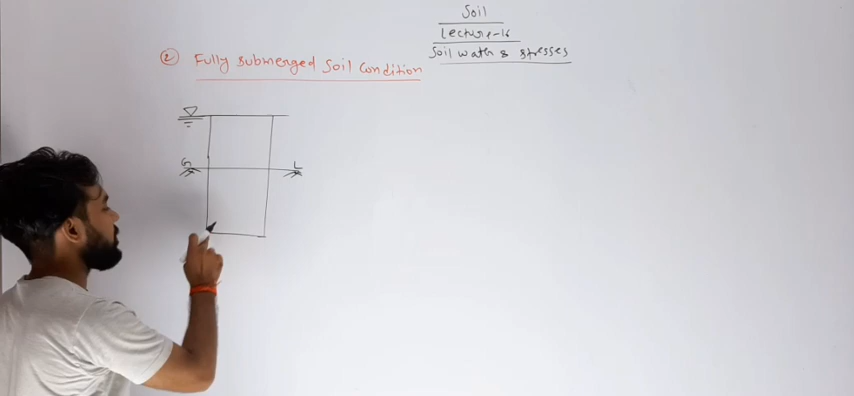 Soil
Lecture-16
Soil water & stresses
② Fully submerged soil condition
G L